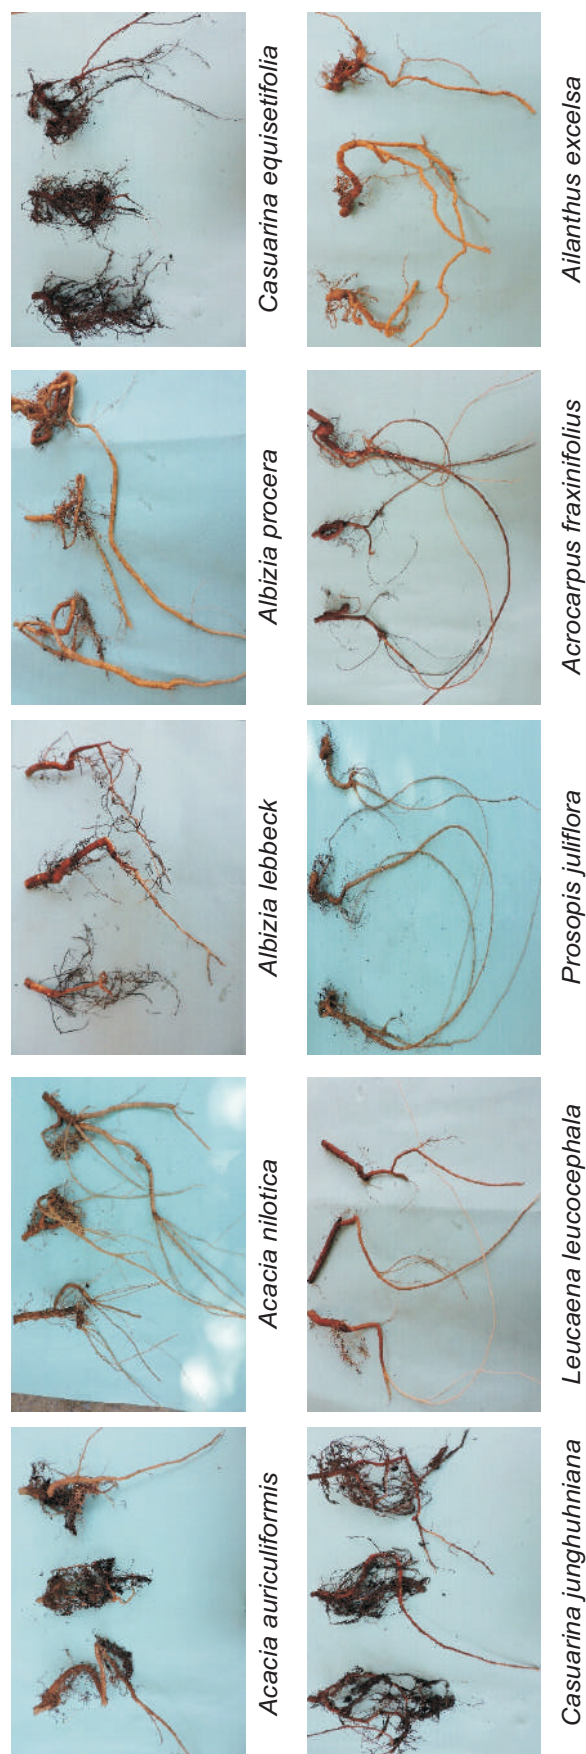 Acacia auriculiformis
Acacia nilotica
Albizia lebbeck
Albizia procera
Casuarina equisetifolia
Casuarina junghuhniana
Leucaena leucocephala
Prosopis juliflora
Acrocarpus fraxinifolius
Ailanthus excelsa